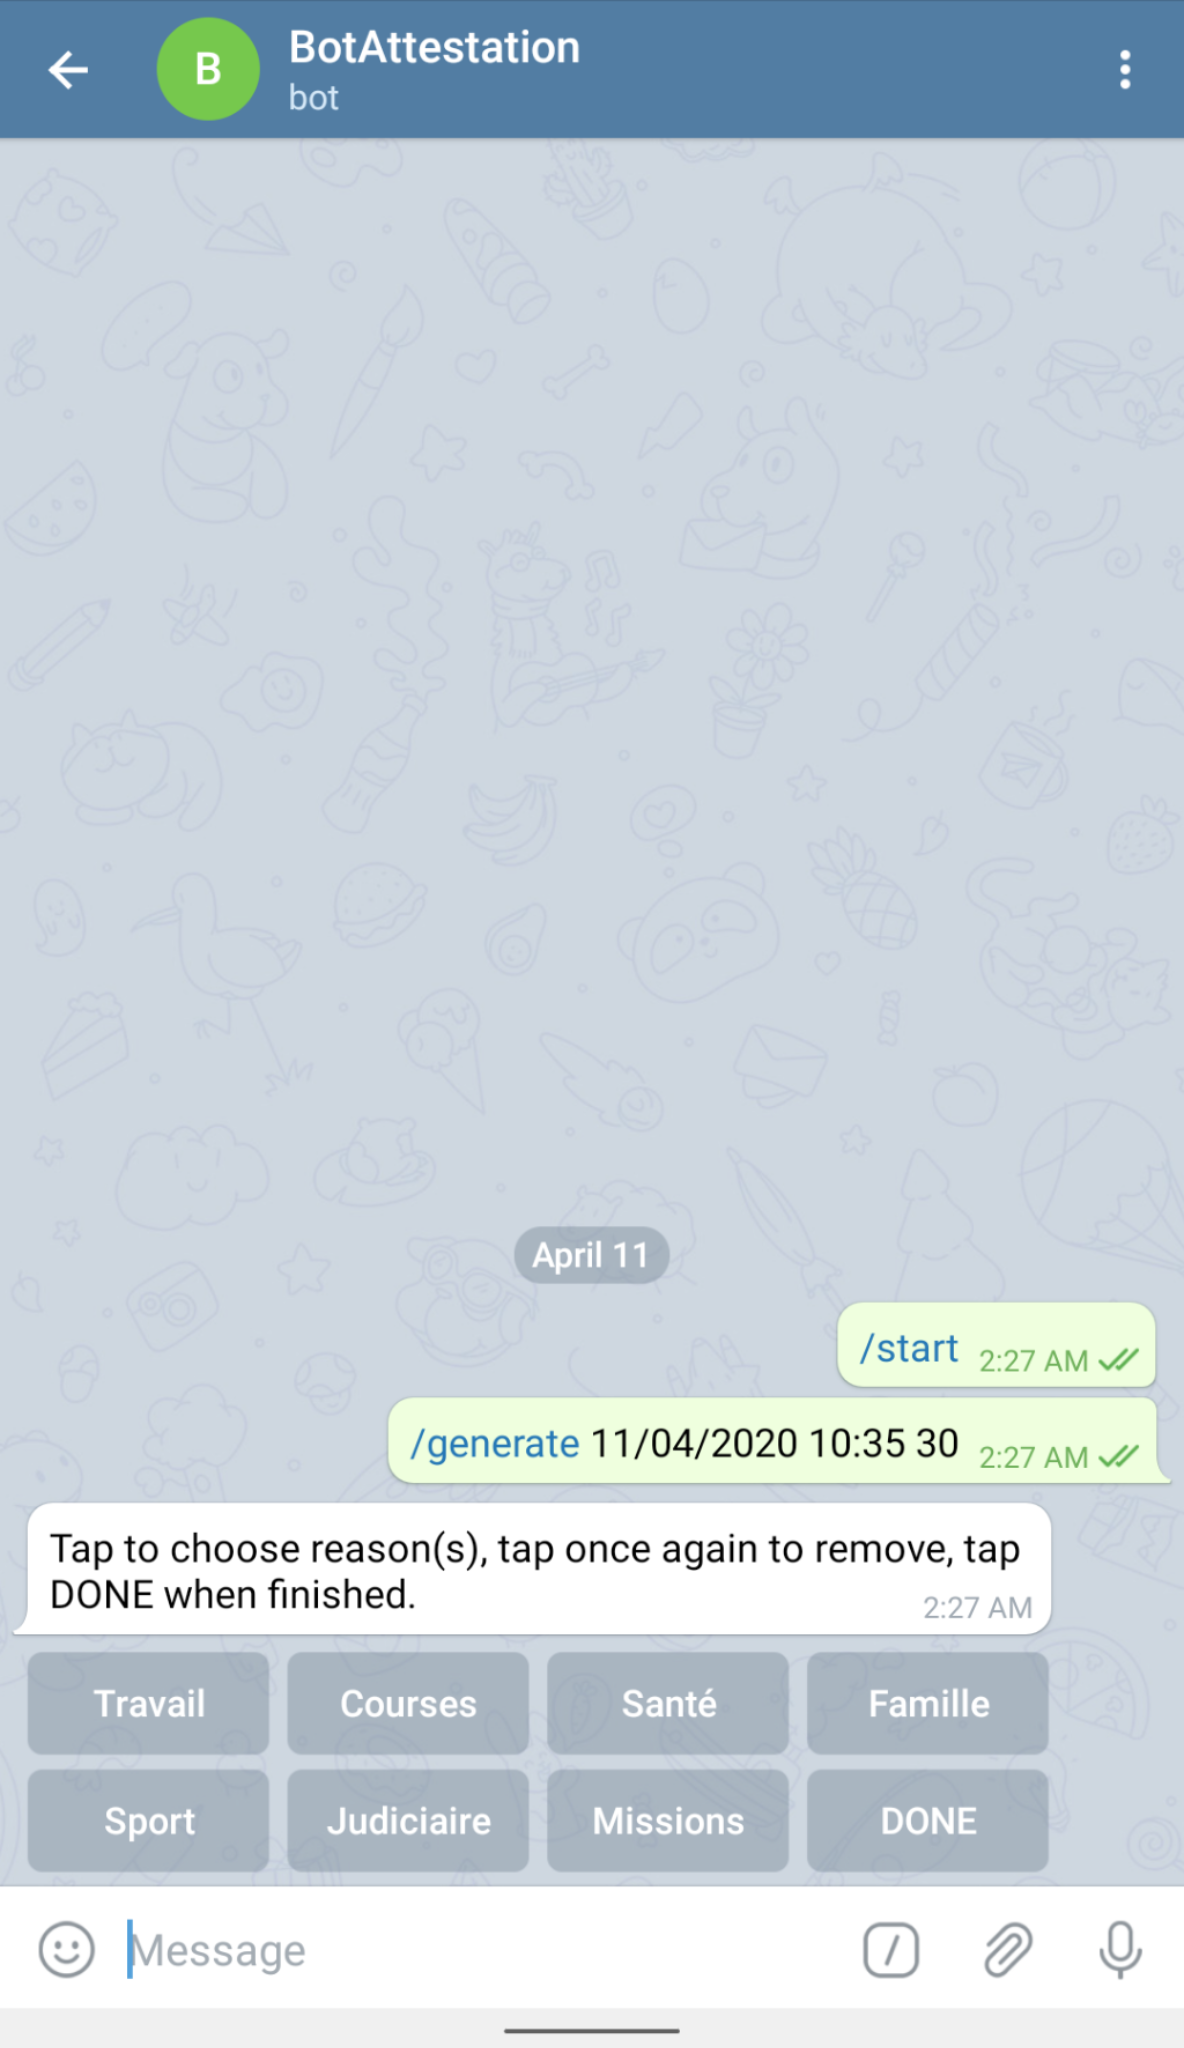 BotAttestation
B
bot
April 11
/start 2:27 AM
/generate 11/04/2020 10:35 30 2:27 AM
Tap to choose reason(s), tap once again to remove, tap
DONE when finished.
2:27 AM
Travail Courses Santé Famille
Sport Judiciaire Missions DONE
Message